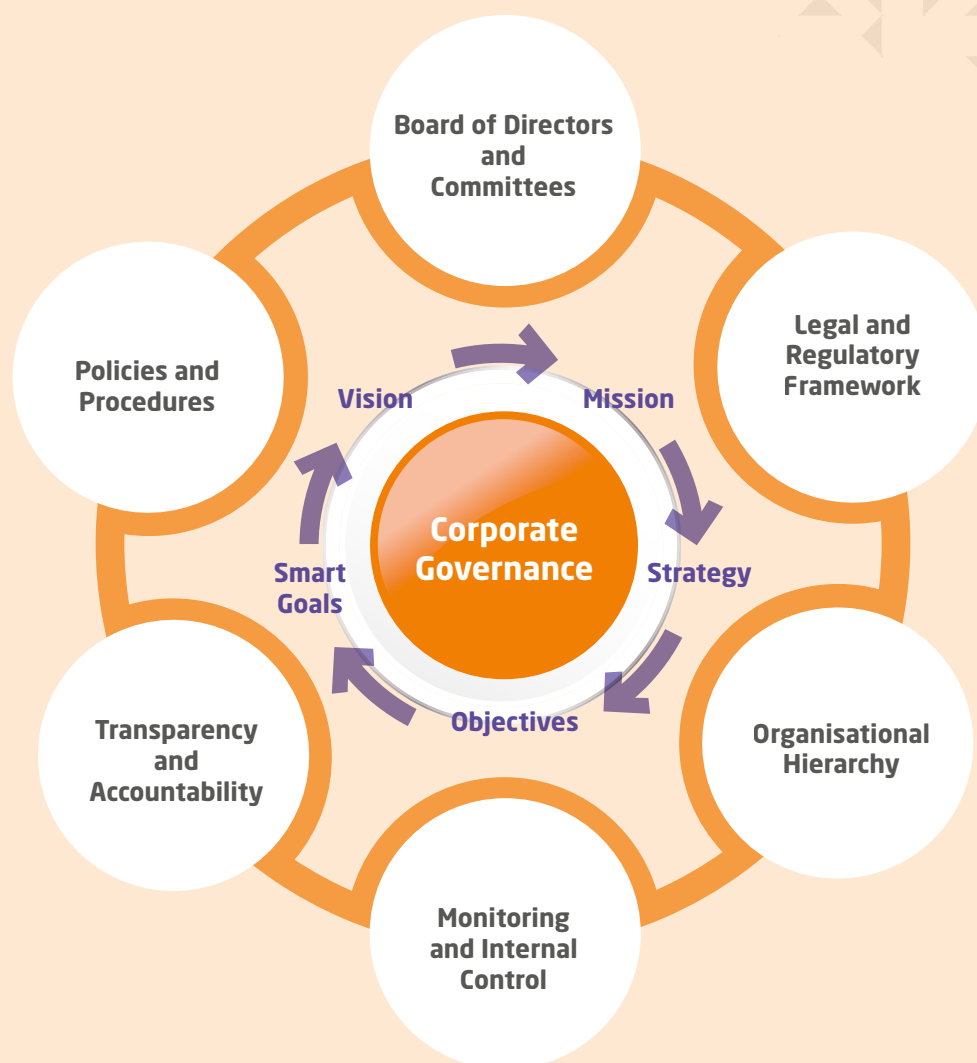 Board of Directors
and
Committees
Legal and
Regulatory
Framework
Policies and
Procedures
Vision
Mission
Corporate
Governance
Smart
Goals
Strategy
Objectives
Transparency
and
Accountability
Organisational
Hierarchy
Monitoring
and Internal
Control